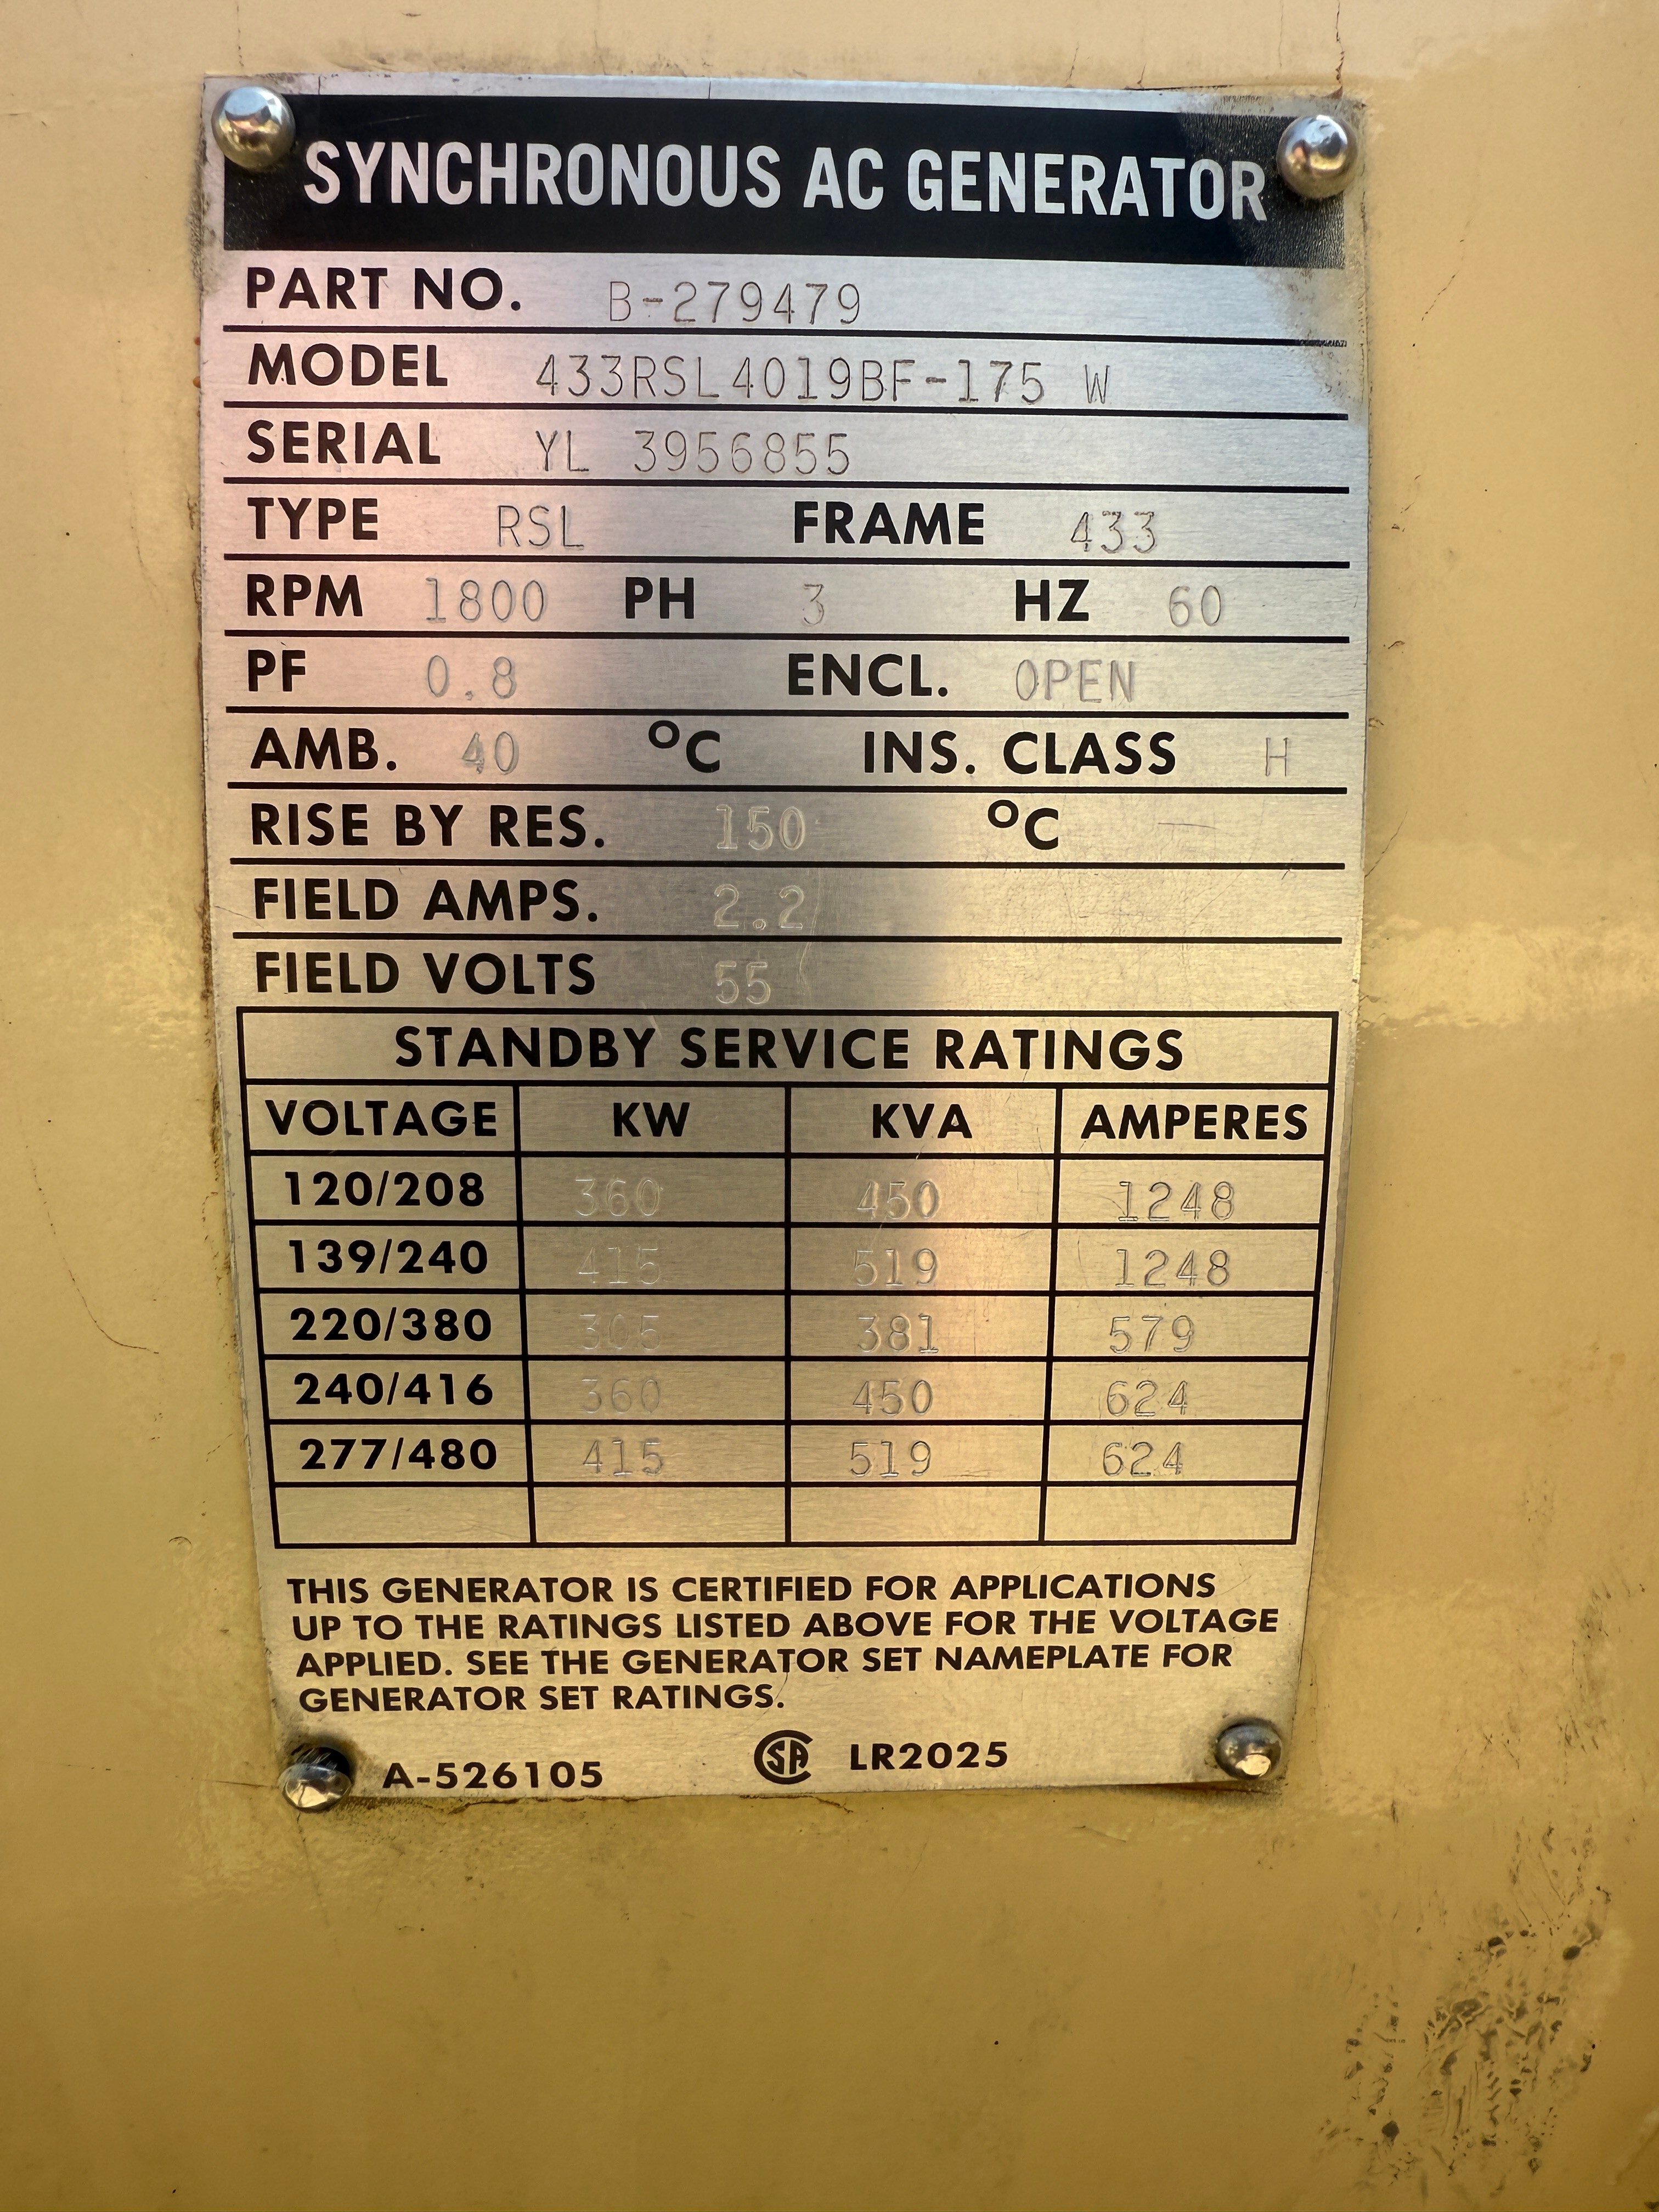 SYNCHRONOUS AC GENERATOR
PART NO. B-279479
MODEL 433RSL4019BF-175 W
SERIAL YL 3956855
TYPE RSL FRAME 433
RPM 1800 PH 3 HZ 60
PF 0.8 ENCL. OPEN
AMB. 40 °C INS. CLASS H
RISE BY RES. 150 °C
FIELD AMPS. 2.2
FIELD VOLTS 55
STANDBY SERVICE RATINGS
VOLTAGE KW KVA AMPERES
120/208 360 450 1248
139/240 415 519 1248
220/380 305 381 579
240/416 360 450 624
277/480 415 519 624
THIS GENERATOR IS CERTIFIED FOR APPLICATIONS
UP TO THE RATINGS LISTED ABOVE FOR THE VOLTAGE
APPLIED. SEE THE GENERATOR SET NAMEPLATE FOR
GENERATOR SET RATINGS.
A-526105 CSA LR2025